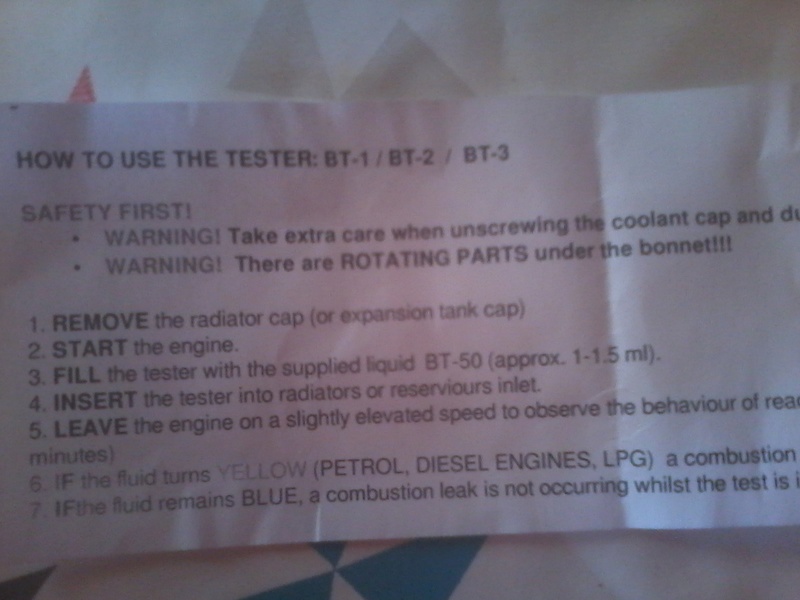 HOW TO USE THE TESTER: BT-1 / BT-2 / BT-3
SAFETY FIRST!
• WARNING! Take extra care when unscrewing the coolant cap and du
• WARNING! There are ROTATING PARTS under the bonnet!!!
1. REMOVE the radiator cap (or expansion tank cap)
2. START the engine.
3. FILL the tester with the supplied liquid BT-50 (approx. 1-1.5 ml).
4. INSERT the tester into radiators or reserviours inlet.
5. LEAVE the engine on a slightly elevated speed to observe the behaviour of reac
minutes)
6. IF the fluid turns YELLOW (PETROL, DIESEL ENGINES, LPG) a combustion
7. IFthe fluid remains BLUE, a combustion leak is not occurring whilst the test is i